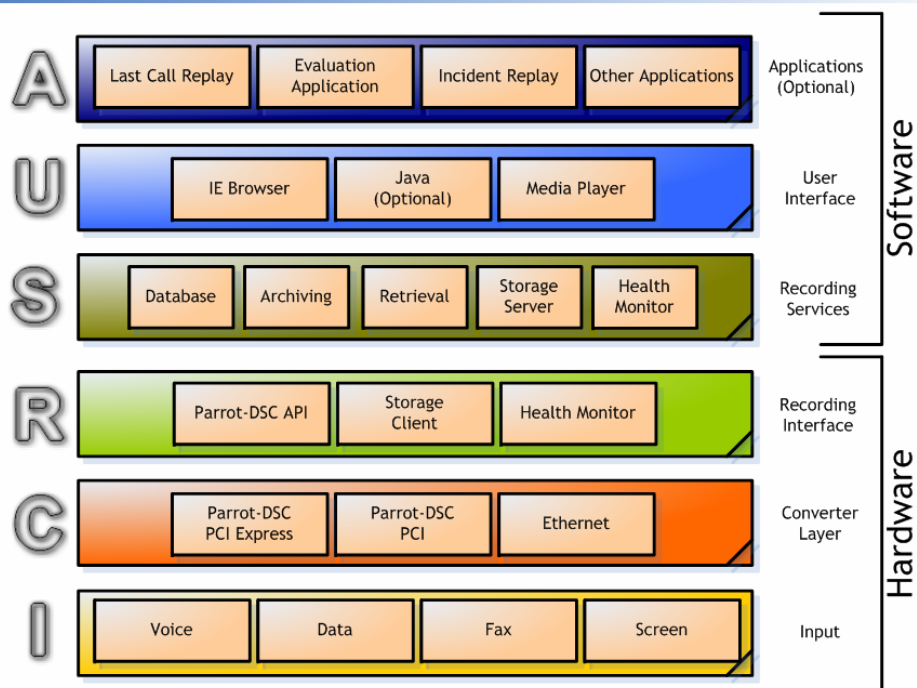 A
Last Call Replay
Evaluation
Application
Incident Replay
Other Applications
Applications
(Optional)
U
IE Browser
Java
(Optional)
Media Player
User
Interface
S
Database
Archiving
Retrieval
Storage
Server
Health
Monitor
Recording
Services
Software
R
Parrot-DSC API
Storage
Client
Health Monitor
Recording
Interface
C
Parrot-DSC
PCI Express
Parrot-DSC
PCI
Ethernet
Converter
Layer
I
Voice
Data
Fax
Screen
Input
Hardware